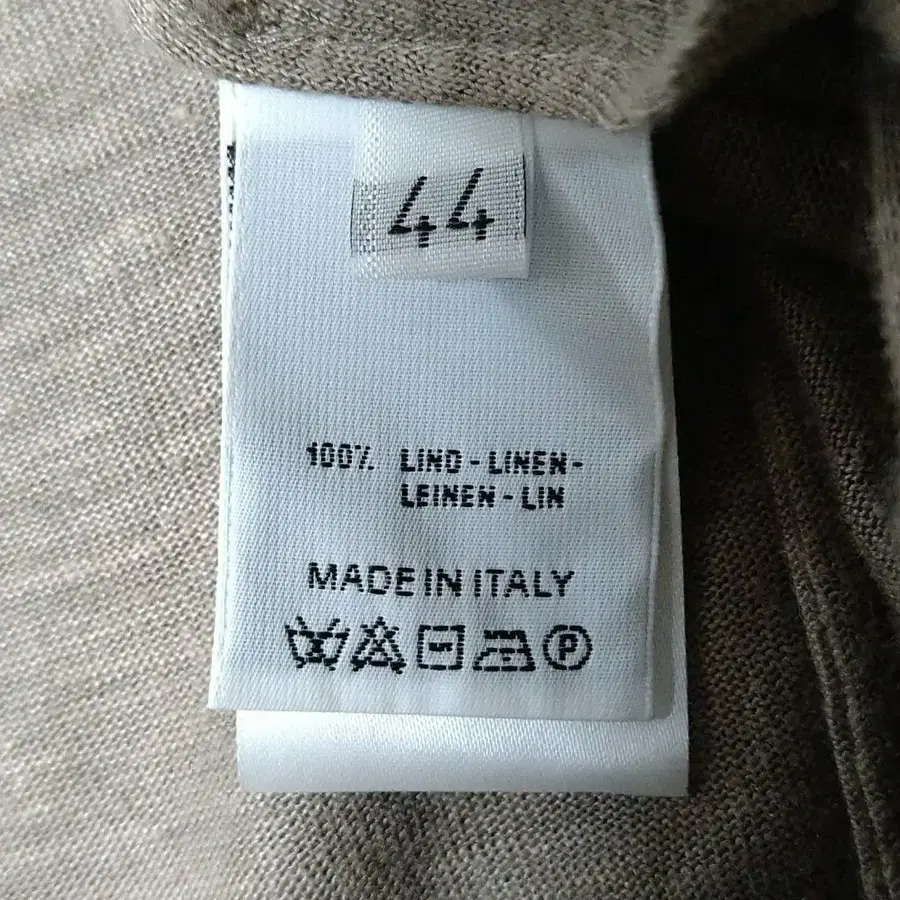 44
100% LINO - LINEN -
LEINEN - LIN
MADE IN ITALY
P